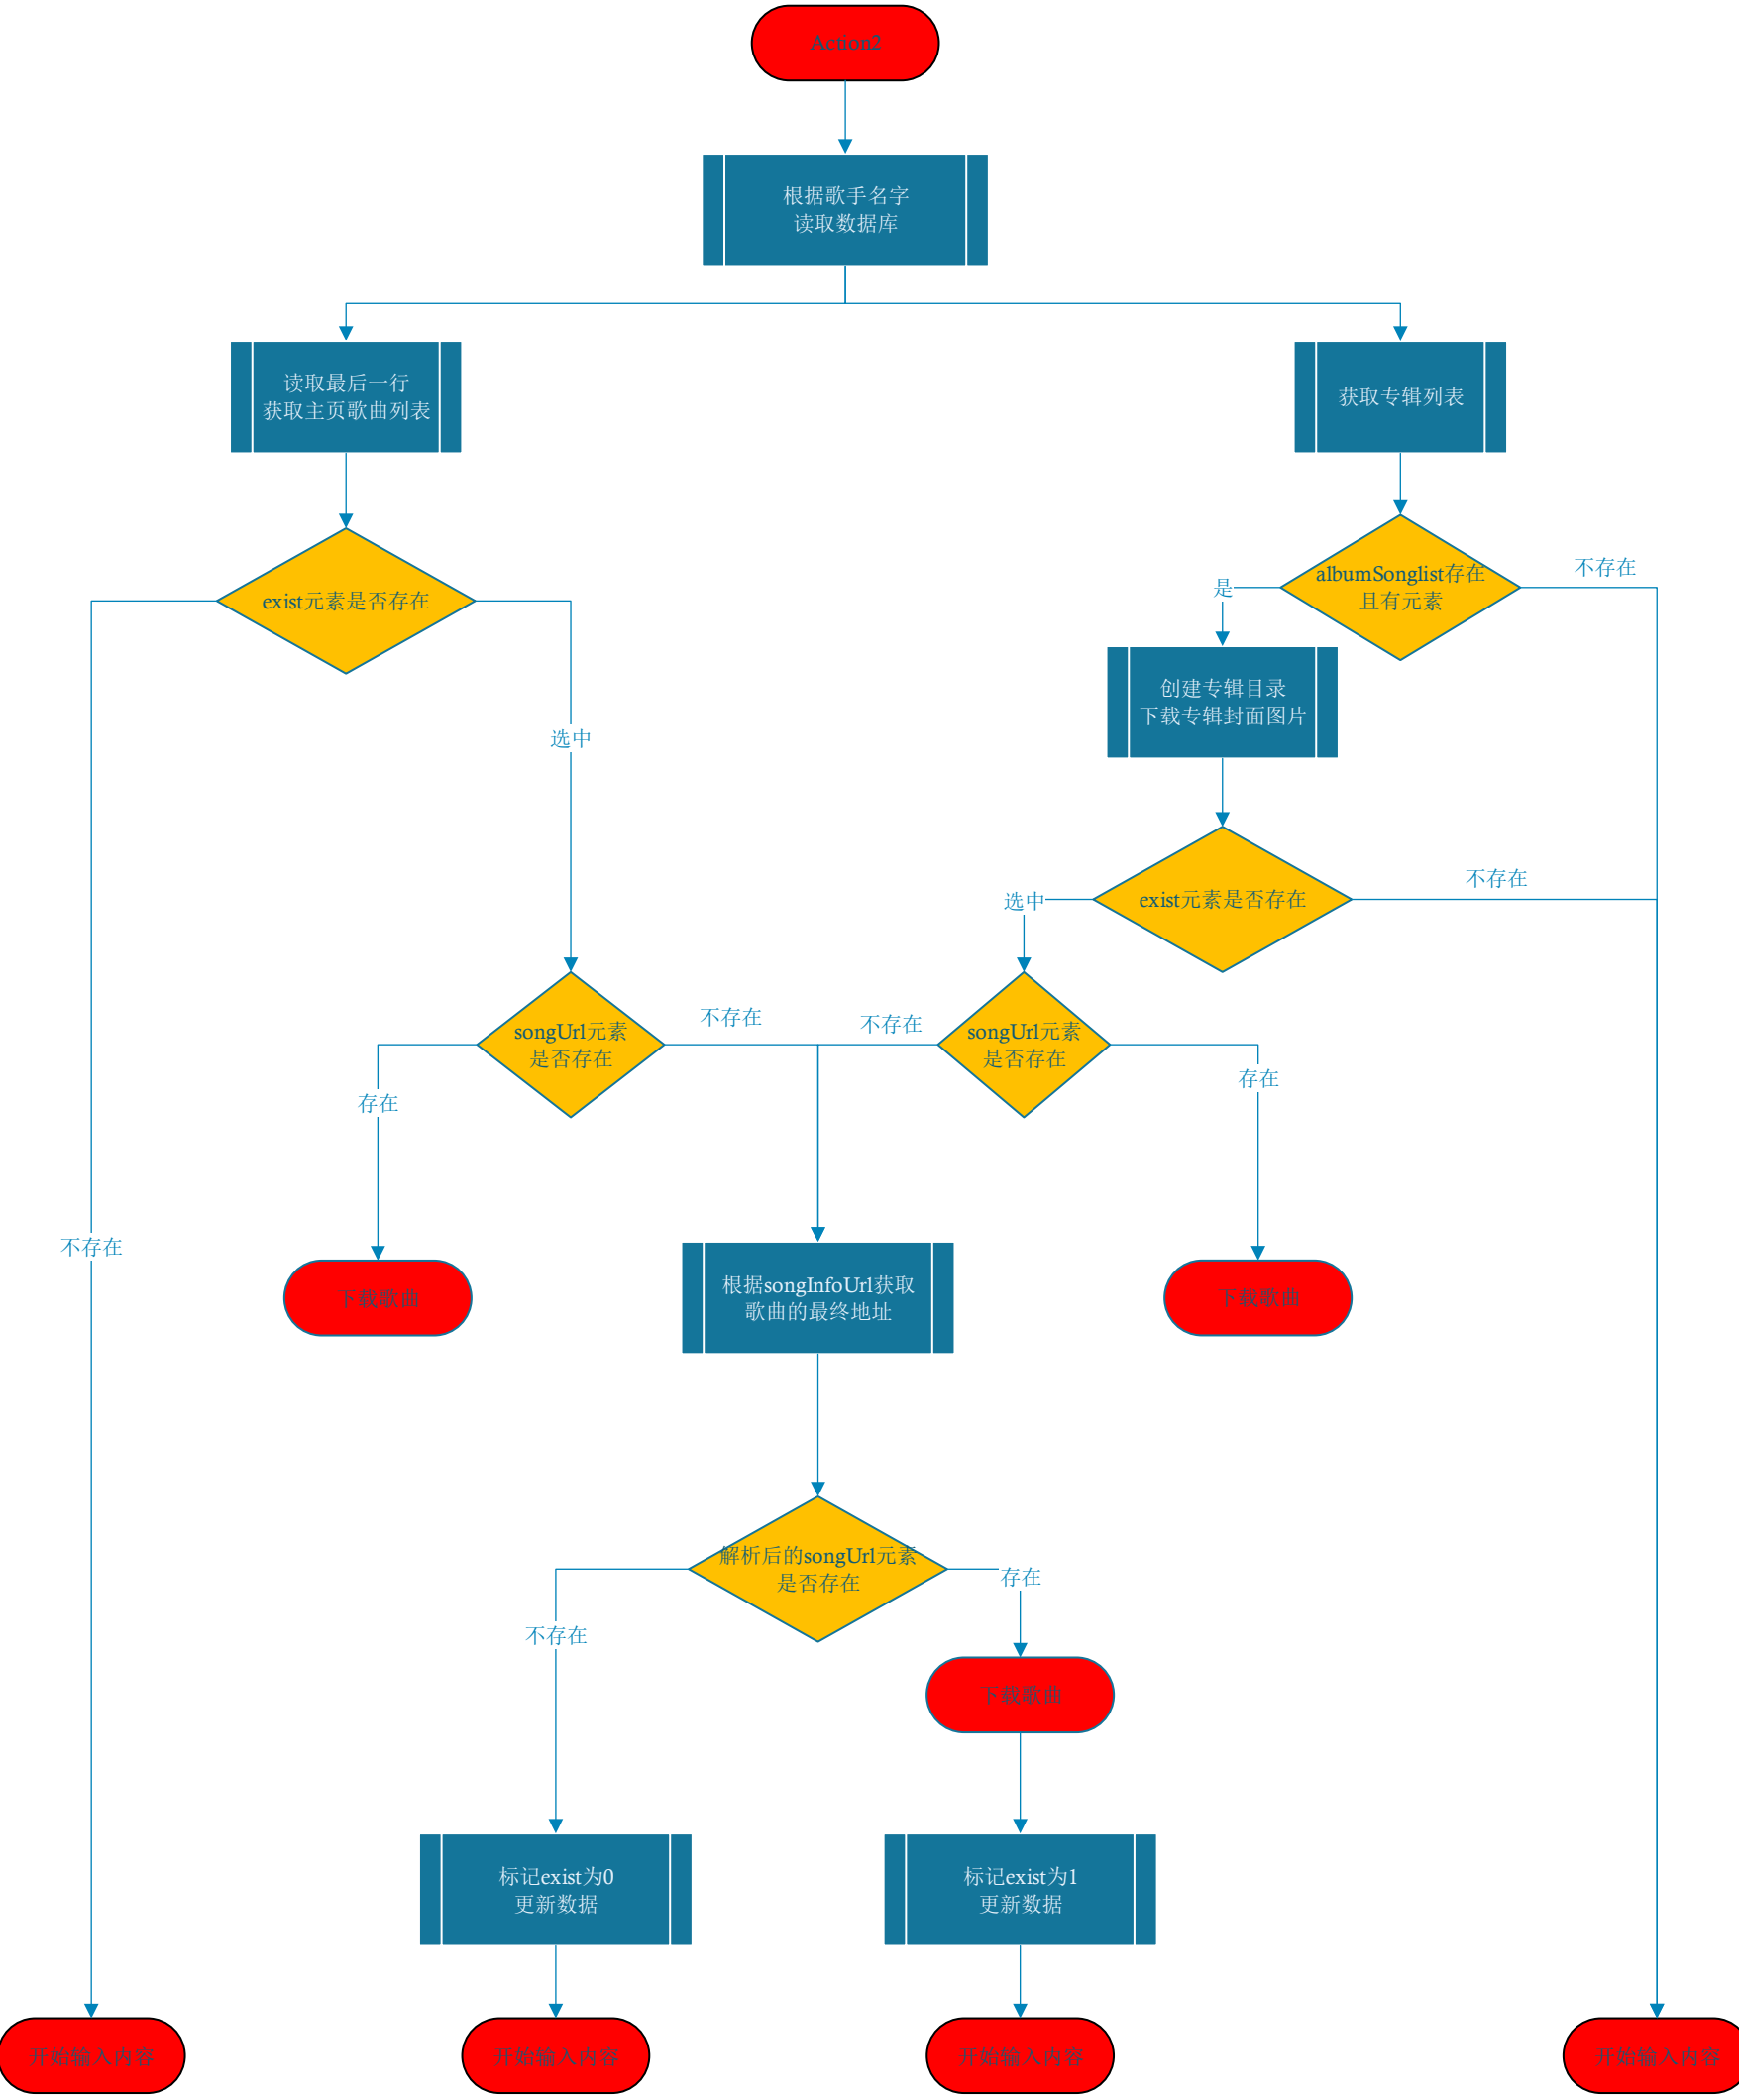 Action2
根据歌手名字
读取数据库
读取最后一行
获取主页歌曲列表
获取专辑列表
exist元素是否存在
albumSonglist存在
且有元素
不存在
是
创建专辑目录
下载专辑封面图片
选中
exist元素是否存在
不存在
选中
songUrl元素
是否存在
不存在
不存在
songUrl元素
是否存在
存在
存在
不存在
下载歌曲
根据songInfoUrl获取
歌曲的最终地址
下载歌曲
解析后的songUrl元素
是否存在
存在
不存在
下载歌曲
标记exist为0
更新数据
标记exist为1
更新数据
开始输入内容
开始输入内容
开始输入内容
开始输入内容